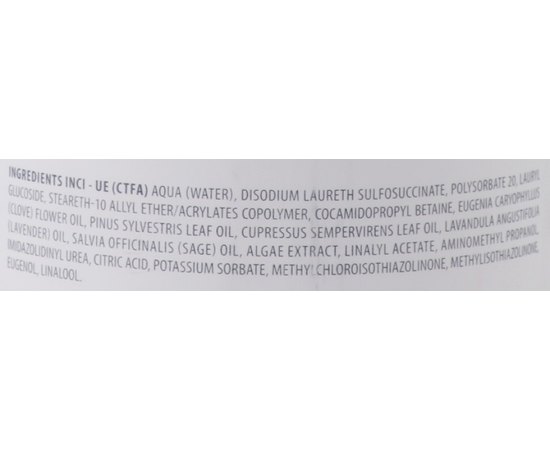 INGREDIENTS INCI - UE (CTFA) AQUA (WATER), DISODIUM LAURETH SULFOSUCCINATE, POLYSORBATE 20, LAURYL
GLUCOSIDE, STEARETH-10 ALLYL ETHER/ACRYLATES COPOLYMER, COCAMIDOPROPYL BETAINE, EUGENIA CARYOPHYLLUS
(CLOVE) FLOWER OIL, PINUS SYLVESTRIS LEAF OIL, CUPRESSUS SEMPERVIRENS LEAF OIL, LAVANDULA ANGUSTIFOLIA
(LAVENDER) OIL, SALVIA OFFICINALIS (SAGE) OIL, ALGAE EXTRACT, LINALYL ACETATE, AMINOMETHYL PROPANOL,
IMIDAZOLIDINYL UREA, CITRIC ACID, POTASSIUM SORBATE, METHYLCHLOROISOTHIAZOLINONE, METHYLISOTHIAZOLINONE,
EUGENOL, LINALOOL.